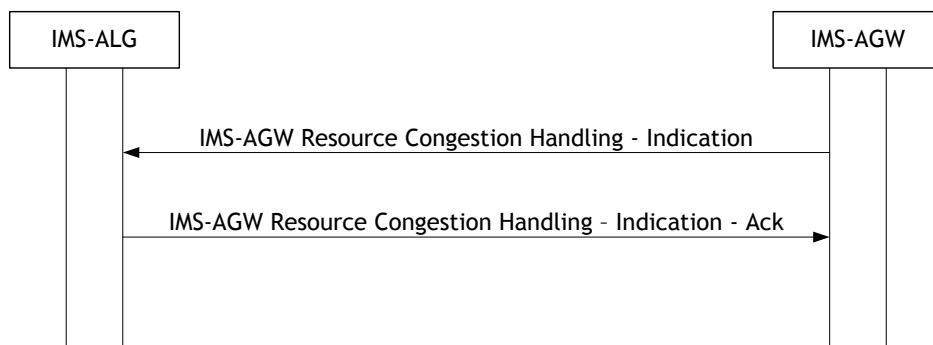 IMS-ALG
IMS-AGW
IMS-AGW Resource Congestion Handling - Indication
IMS-AGW Resource Congestion Handling – Indication - Ack